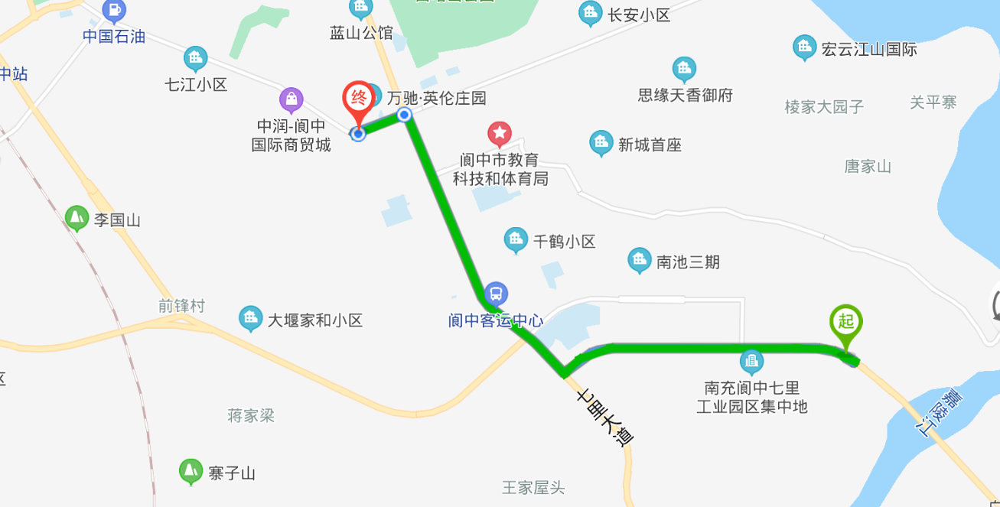 长安小区
蓝山公馆
中国石油
宏云江山国际
中站
七江小区
终
万驰·英伦庄园
思缘天香御府
棱家大园子
关平寨
中润-阆中
国际商贸城
新城首座
阆中市教育
科技和体育局
唐家山
李国山
千鹤小区
南池三期
前锋村
大堰家和小区
阆中客运中心
起
区
南充阆中七里
工业园区集中地
七里大道
嘉陵江
蒋家梁
寨子山
王家屋头